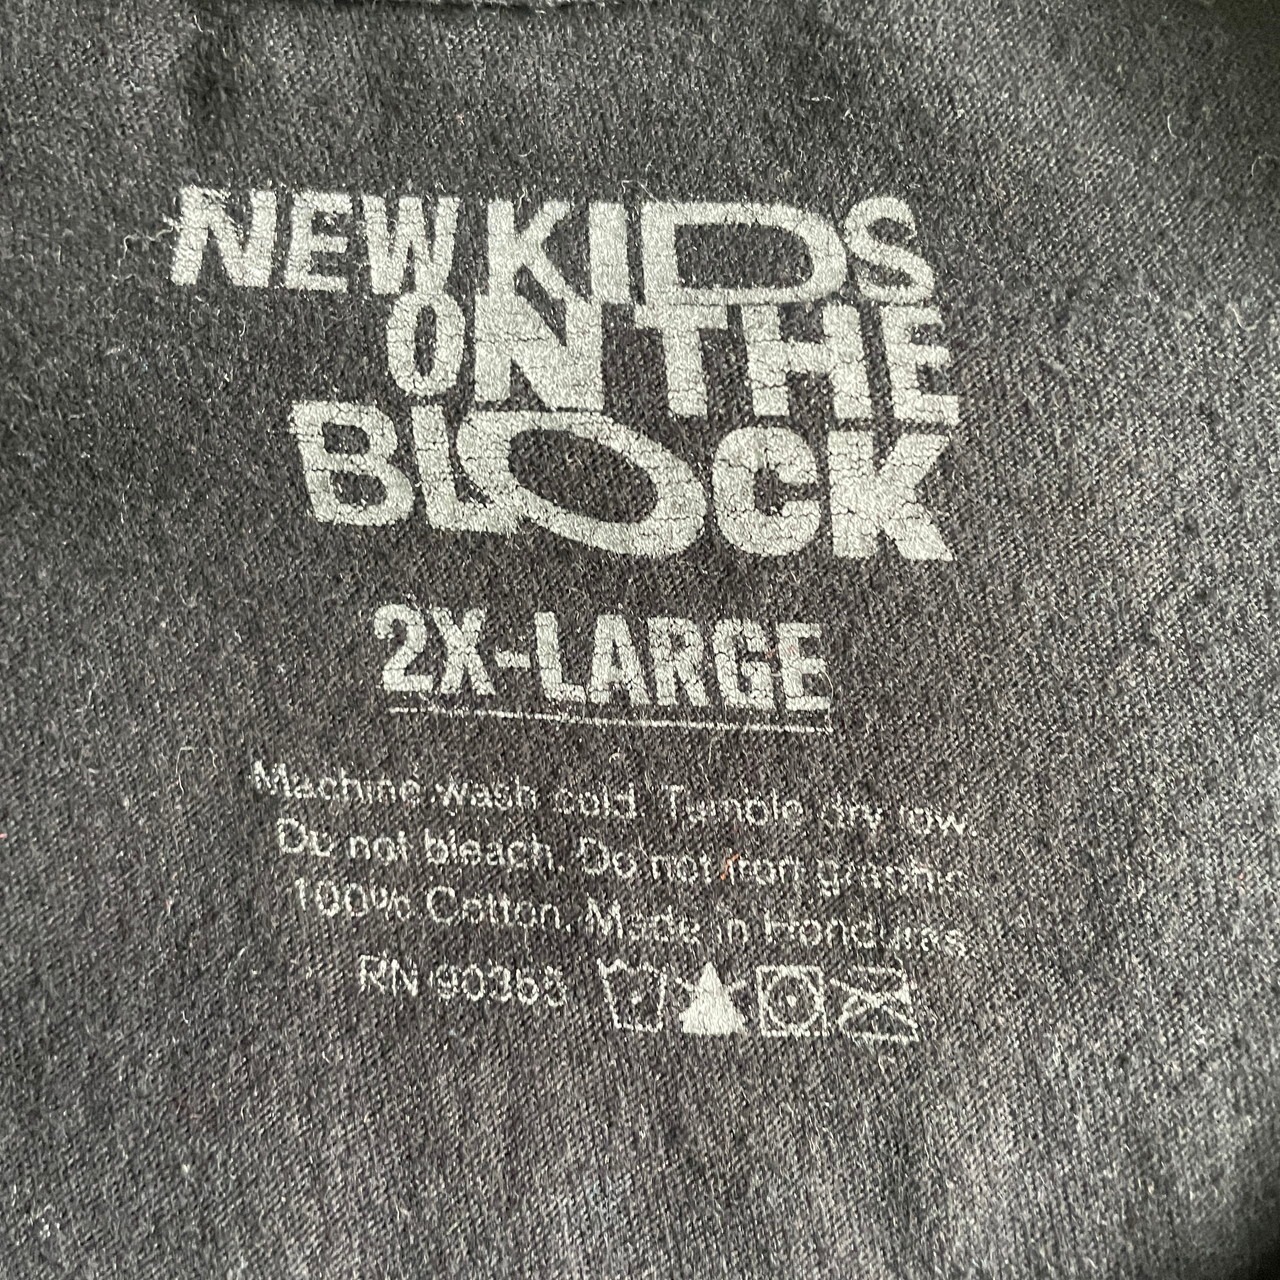 NEW KIDS
ON THE
BLOCK
2X-LARGE
Machine wash cold. Tumble dry low.
Do not bleach. Do not iron graphic.
100% Cotton. Made in Honduras.
RN 90353